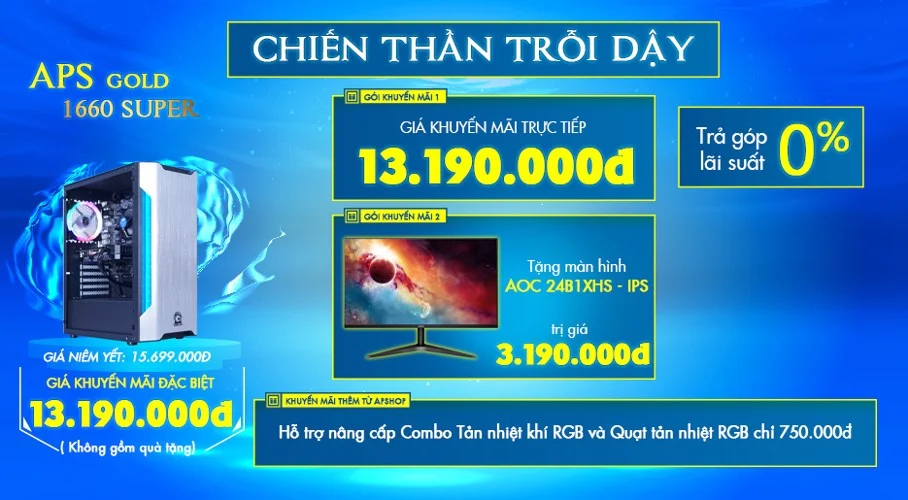 CHIẾN THẦN TRỖI DẬY
APS GOLD
1660 SUPER
GÓI KHUYẾN MÃI 1
GIÁ KHUYẾN MÃI TRỰC TIẾP
13.190.000đ
Trả góp
lãi suất
0%
GÓI KHUYẾN MÃI 2
Tặng màn hình
AOC 24B1XHS - IPS
trị giá
3.190.000đ
GIÁ NIÊM YẾT: 15.699.000Đ
GIÁ KHUYẾN MÃI ĐẶC BIỆT
13.190.000đ
( Không gồm quà tặng)
KHUYẾN MÃI THÊM TỪ APSHOP
Hỗ trợ nâng cấp Combo Tản nhiệt khí RGB và Quạt tản nhiệt RGB chỉ 750.000đ